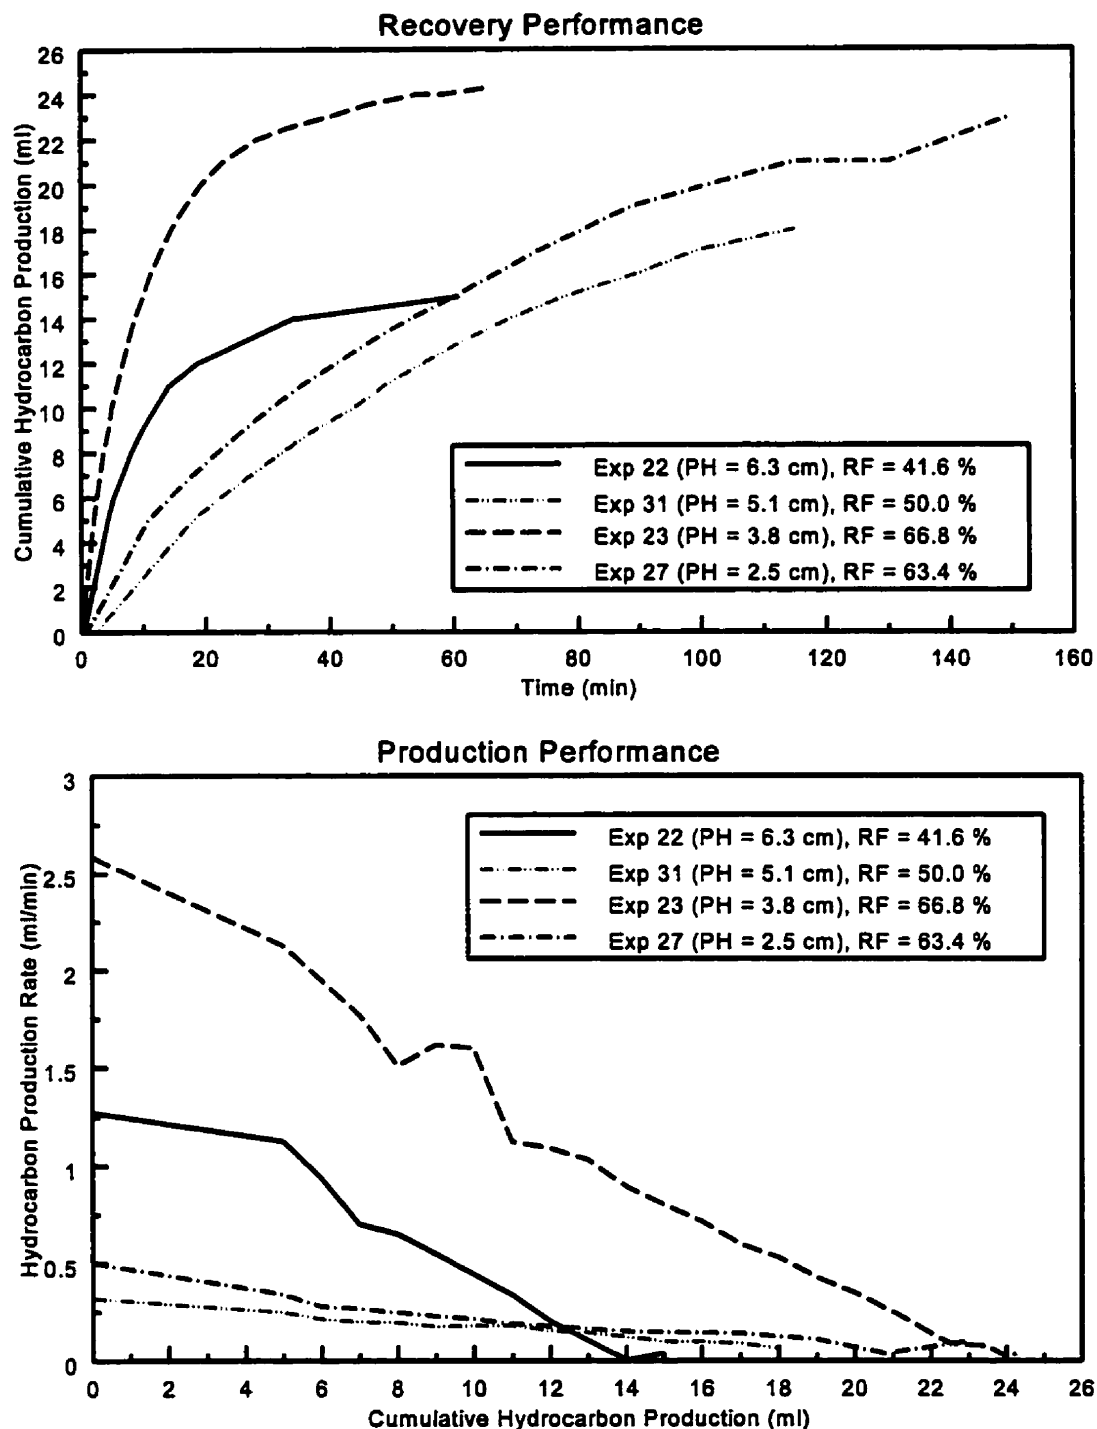 Recovery Performance
Cumulative Hydrocarbon Production (ml)
26
24
22
20
18
16
14
12
10
8
6
4
2
0
Exp 22 (PH = 6.3 cm), RF = 41.6 %
Exp 31 (PH = 5.1 cm), RF = 50.0 %
Exp 23 (PH = 3.8 cm), RF = 66.8 %
Exp 27 (PH = 2.5 cm), RF = 63.4 %
0 20 40 60 80 100 120 140 160
Time (min)
Production Performance
Hydrocarbon Production Rate (ml/min)
3
2.5
2
1.5
1
0.5
0
Exp 22 (PH = 6.3 cm), RF = 41.6 %
Exp 31 (PH = 5.1 cm), RF = 50.0 %
Exp 23 (PH = 3.8 cm), RF = 66.8 %
Exp 27 (PH = 2.5 cm), RF = 63.4 %
0 2 4 6 8 10 12 14 16 18 20 22 24 26
Cumulative Hydrocarbon Production (ml)